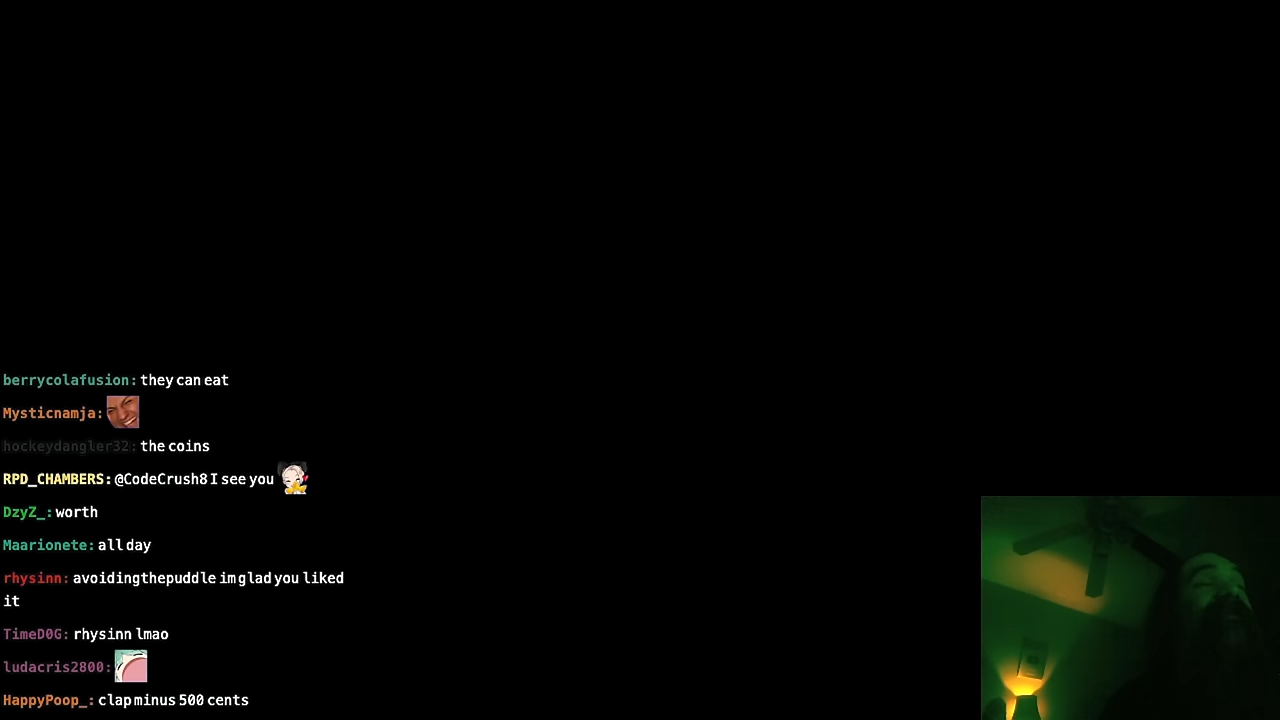 berrycolafusion: they can eat
Mysticnamja:
hockeydangler32: the coins
RPD_CHAMBERS: @CodeCrush8 I see you
DzyZ_: worth
Maarionete: all day
rhysinn: avoidingthepuddle im glad you liked
it
TimeD0G: rhysinn lmao
ludacris2800:
HappyPoop_: clap minus 500 cents